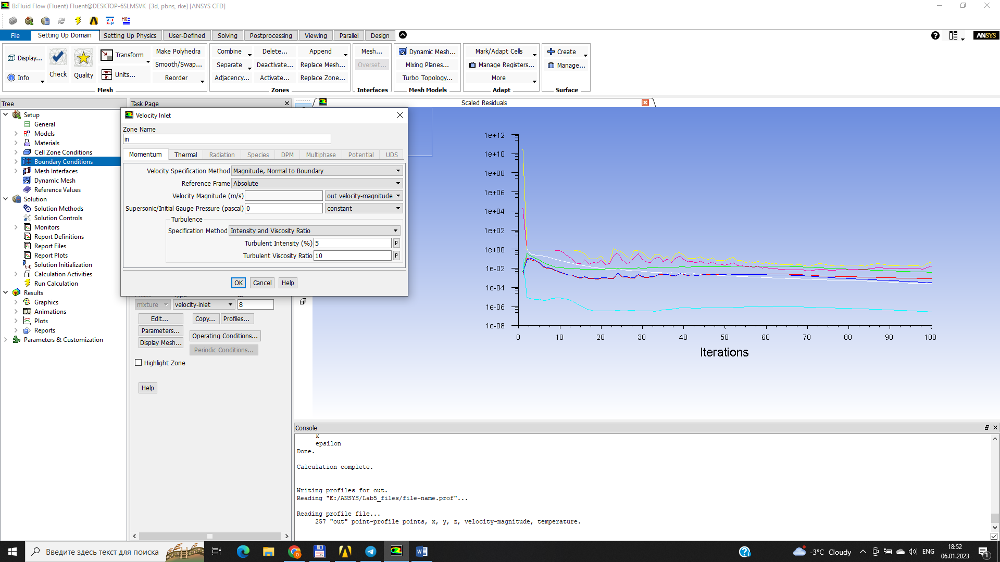 B:Fluid Flow (Fluent) Fluent@DESKTOP-6SLMSVK [3d, pbns, rke] [ANSYS CFD]
File
Setting Up Domain
Setting Up Physics
User-Defined
Solving
Postprocessing
Viewing
Parallel
Design
ANSYS
Display...
Info
Check
Quality
Transform
Units...
Make Polyhedra
Smooth/Swap...
Reorder
Mesh
Combine
Separate
Adjacency...
Delete...
Deactivate...
Activate...
Append
Replace Mesh...
Replace Zone...
Zones
Mesh...
Overset...
Interfaces
Dynamic Mesh...
Mixing Planes...
Turbo Topology...
Mesh Models
Mark/Adapt Cells
Manage Registers...
More
Adapt
Create
Manage...
Surface
Tree
Setup
General
Models
Materials
Cell Zone Conditions
Boundary Conditions
Mesh Interfaces
Dynamic Mesh
Reference Values
Solution
Solution Methods
Solution Controls
Monitors
Report Definitions
Report Files
Report Plots
Solution Initialization
Calculation Activities
Run Calculation
Results
Graphics
Animations
Plots
Reports
Parameters & Customization
Task Page
Velocity Inlet
Zone Name
in
Momentum
Thermal
Radiation
Species
DPM
Multiphase
Potential
UDS
Velocity Specification Method Magnitude, Normal to Boundary
Reference Frame Absolute
Velocity Magnitude (m/s) out velocity-magnitude
Supersonic/Initial Gauge Pressure (pascal) 0 constant
Turbulence
Specification Method Intensity and Viscosity Ratio
Turbulent Intensity (%) 5 P
Turbulent Viscosity Ratio 10 P
OK
Cancel
Help
mixture
velocity-inlet
8
Edit...
Copy...
Profiles...
Parameters...
Operating Conditions...
Display Mesh...
Periodic Conditions...
Highlight Zone
Help
Scaled Residuals
1e+12
1e+10
1e+08
1e+06
1e+04
1e+02
1e+00
1e-02
1e-04
1e-06
1e-08
0 10 20 30 40 50 60 70 80 90 100
Iterations
Console
k
epsilon
Done.
Calculation complete.
Writing profiles for out.
Reading "E:/ANSYS/Lab5_files/file-name.prof"...
Reading profile file...
257 "out" point-profile points, x, y, z, velocity-magnitude, temperature.
Введите здесь текст для поиска
-3°C Cloudy
ENG
18:52
06.01.2023
1